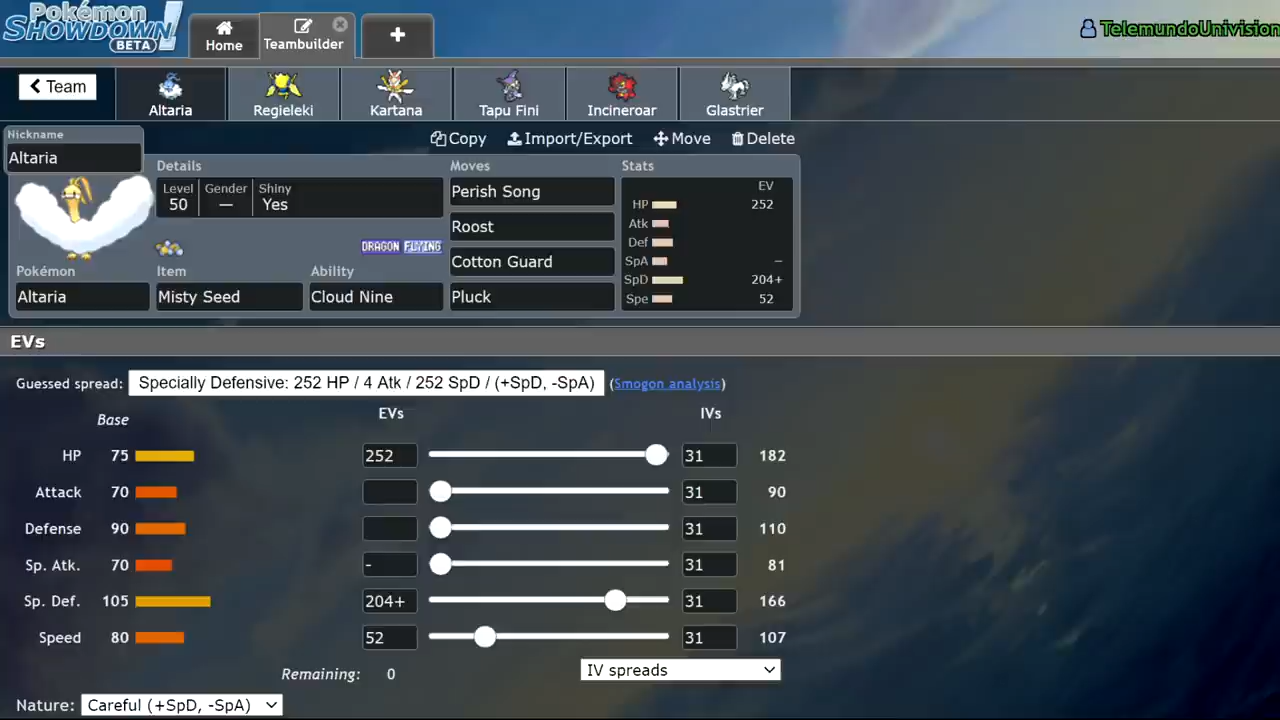 Pokémon
SHOWDOWN!
BETA
Home
Teambuilder
+
TelemundoUnivision
< Team
Altaria
Regieleki
Kartana
Tapu Fini
Incineroar
Glastrier
Copy
Import/Export
Move
Delete
Nickname
Altaria
Details
Level
50
Gender
—
Shiny
Yes
DRAGON FLYING
Pokémon
Altaria
Item
Misty Seed
Ability
Cloud Nine
Moves
Perish Song
Roost
Cotton Guard
Pluck
Stats
EV
HP 252
Atk
Def
SpA –
SpD 204+
Spe 52
EVs
Guessed spread: Specially Defensive: 252 HP / 4 Atk / 252 SpD / (+SpD, -SpA) (Smogon analysis)
Base EVs IVs
HP 75 252 31 182
Attack 70 31 90
Defense 90 31 110
Sp. Atk. 70 - 31 81
Sp. Def. 105 204+ 31 166
Speed 80 52 31 107
Remaining: 0
IV spreads
Nature: Careful (+SpD, -SpA)